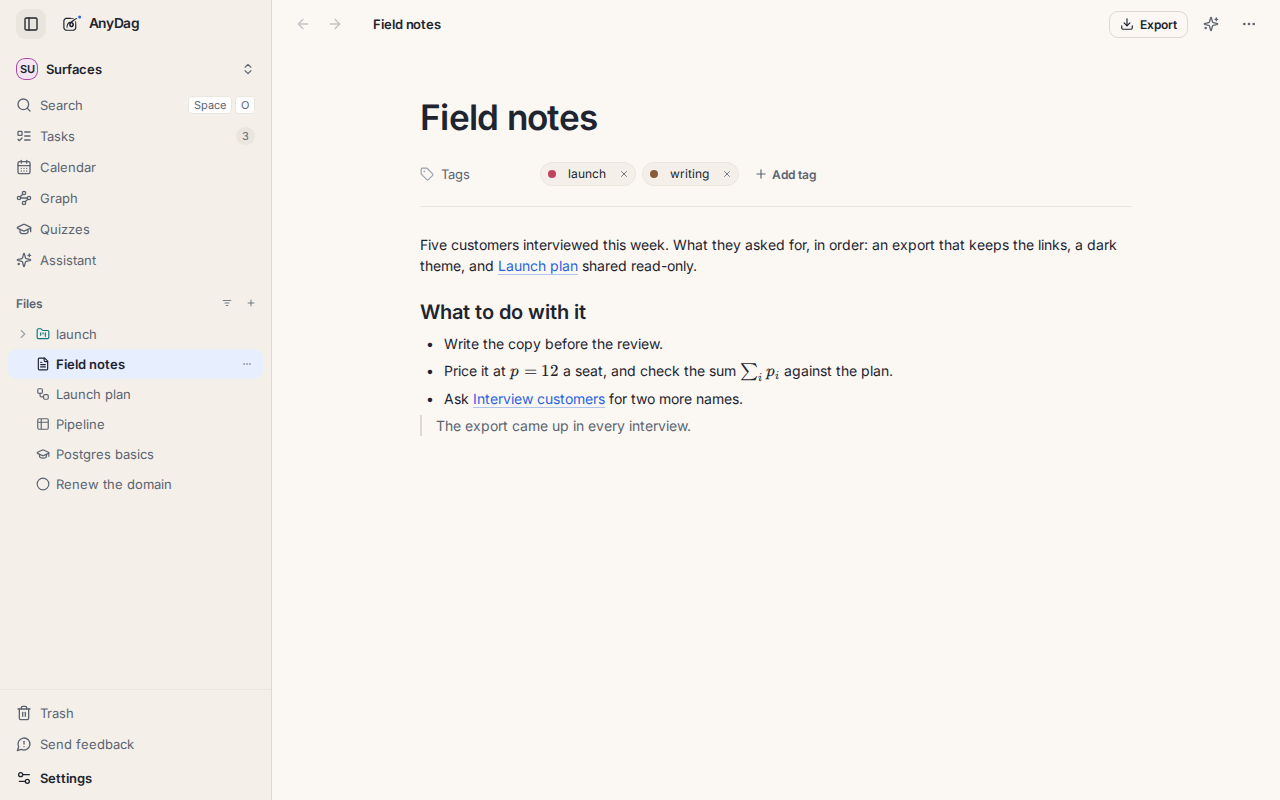 AnyDag
Field notes
Export
SU Surfaces
Search Space O
Tasks 3
Calendar
Graph
Quizzes
Assistant
Files
launch
Field notes
Launch plan
Pipeline
Postgres basics
Renew the domain
Trash
Send feedback
Settings
Field notes
Tags launch writing Add tag
Five customers interviewed this week. What they asked for, in order: an export that keeps the links, a dark
theme, and Launch plan shared read-only.
What to do with it
• Write the copy before the review.
• Price it at p = 12 a seat, and check the sum ∑ᵢ pᵢ against the plan.
• Ask Interview customers for two more names.
The export came up in every interview.